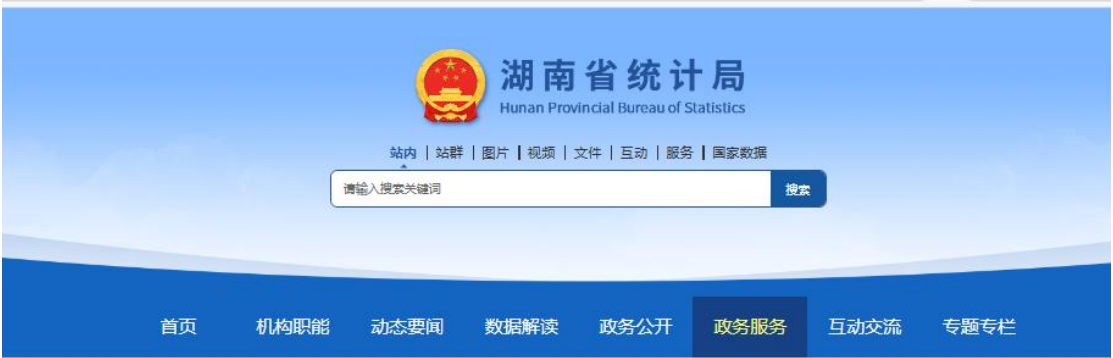 湖南省统计局
Hunan Provincial Bureau of Statistics
站内 | 站群 | 图片 | 视频 | 文件 | 互动 | 服务 | 国家数据
请输入搜索关键词 搜索
首页 机构职能 动态要闻 数据解读 政务公开 政务服务 互动交流 专题专栏